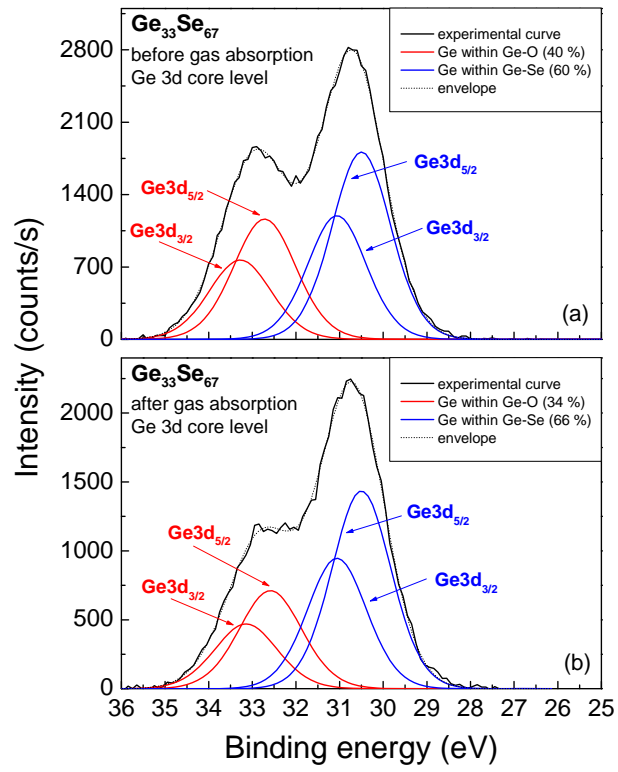 Ge₃₃Se₆₇
before gas absorption
Ge 3d core level
experimental curve
Ge within Ge-O (40 %)
Ge within Ge-Se (60 %)
envelope
Ge3d₅/₂
Ge3d₃/₂
Ge3d₅/₂
Ge3d₃/₂
(a)
2800
2100
1400
700
0
Ge₃₃Se₆₇
after gas absorption
Ge 3d core level
experimental curve
Ge within Ge-O (34 %)
Ge within Ge-Se (66 %)
envelope
Ge3d₅/₂
Ge3d₃/₂
Ge3d₅/₂
Ge3d₃/₂
(b)
2000
1500
1000
500
0
36 35 34 33 32 31 30 29 28 27 26 25
Binding energy (eV)
Intensity (counts/s)